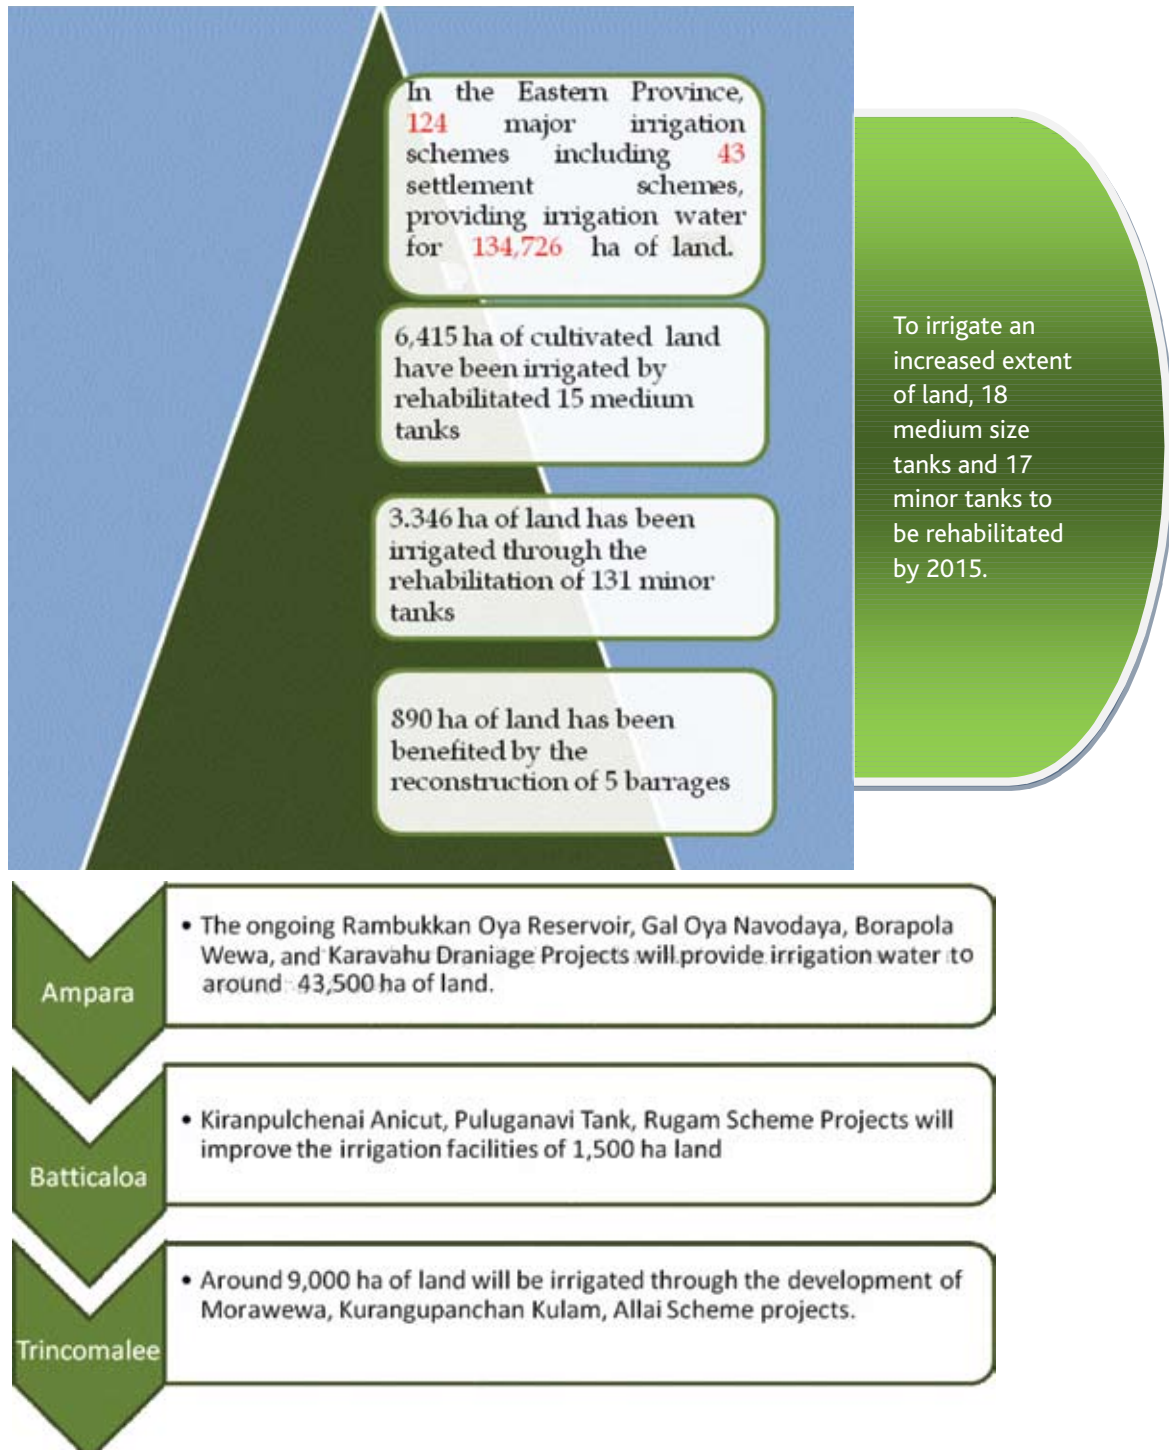 In the Eastern Province,
124 major irrigation
schemes including 43
settlement schemes,
providing irrigation water
for 134,726 ha of land.
6,415 ha of cultivated land
have been irrigated by
rehabilitated 15 medium
tanks
3.346 ha of land has been
irrigated through the
rehabilitation of 131 minor
tanks
890 ha of land has been
benefited by the
reconstruction of 5 barrages
To irrigate an
increased extent
of land, 18
medium size
tanks and 17
minor tanks to
be rehabilitated
by 2015.
Ampara
• The ongoing Rambukkan Oya Reservoir, Gal Oya Navodaya, Borapola
Wewa, and Karavahu Draniage Projects will provide irrigation water to
around 43,500 ha of land.
Batticaloa
• Kiranpulchenai Anicut, Puluganavi Tank, Rugam Scheme Projects will
improve the irrigation facilities of 1,500 ha land
Trincomalee
• Around 9,000 ha of land will be irrigated through the development of
Morawewa, Kurangupanchan Kulam, Allai Scheme projects.